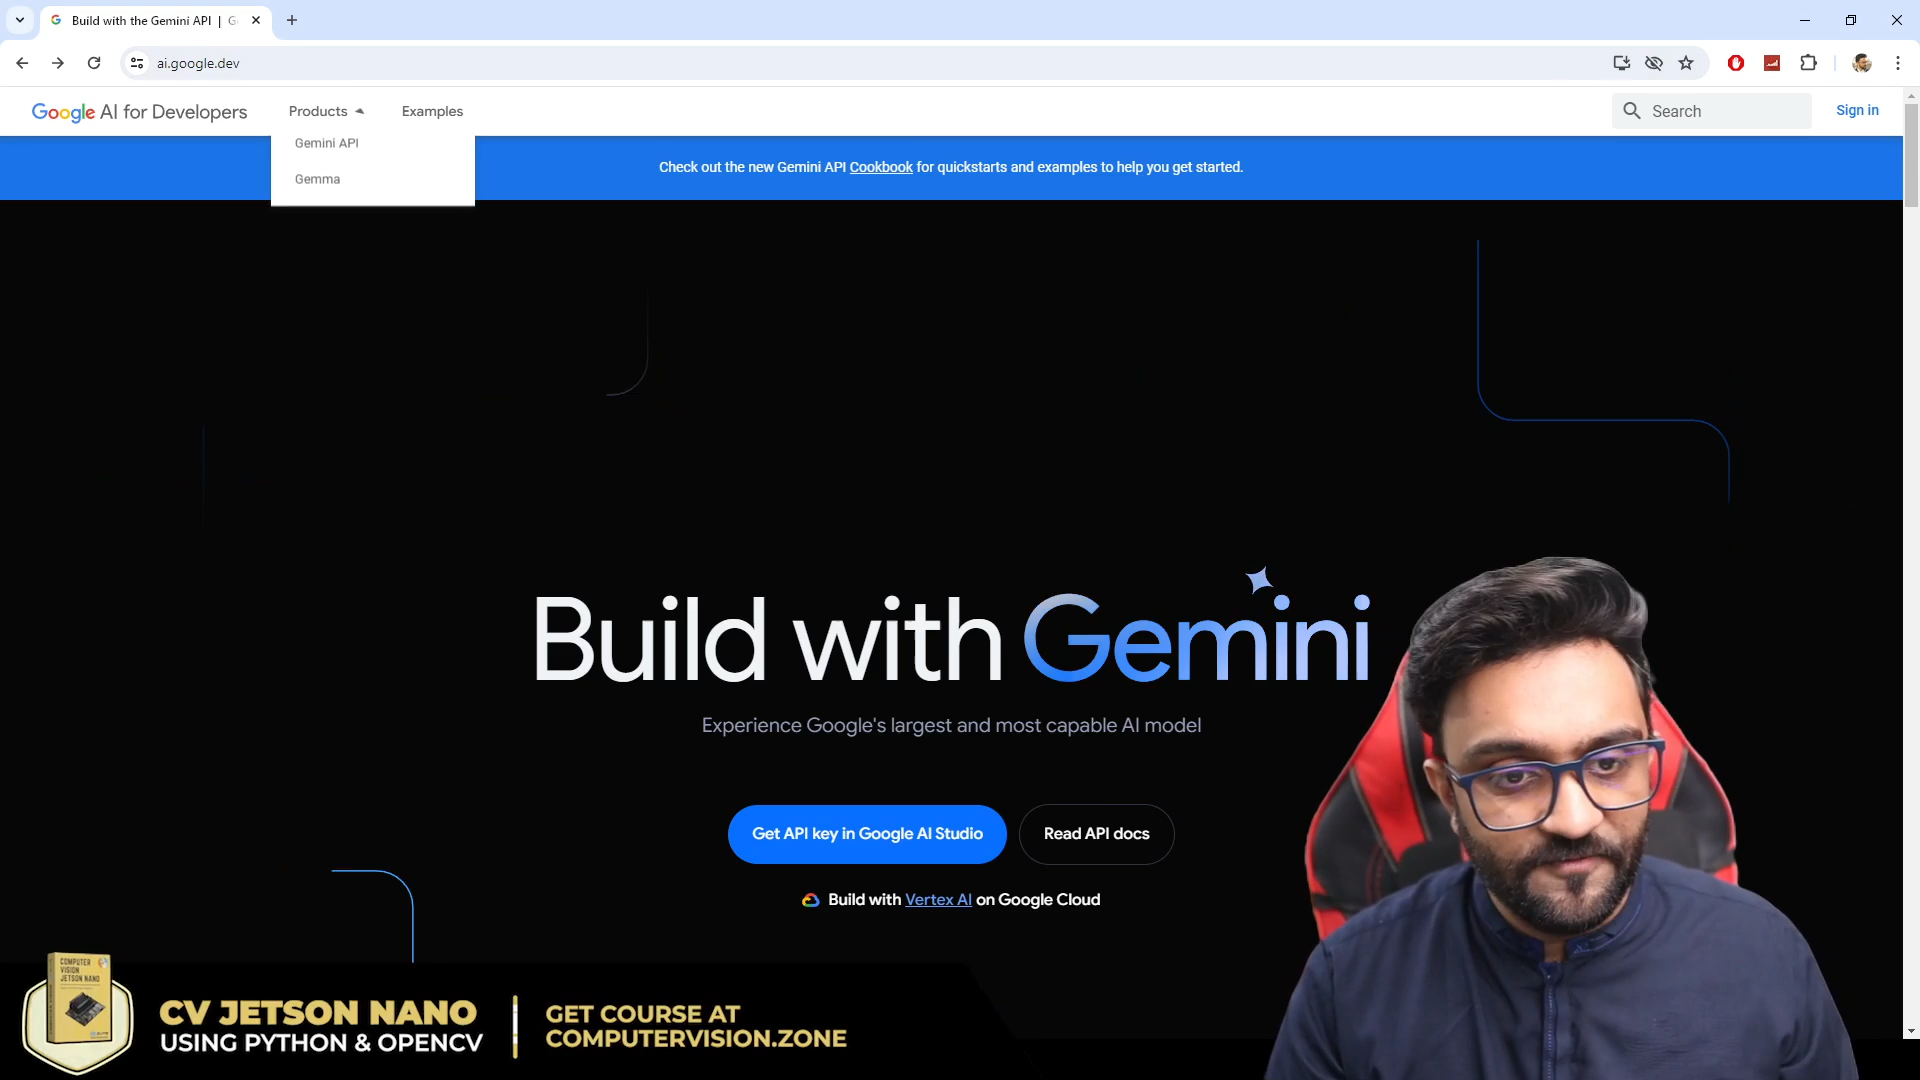 Build with the Gemini API | G
ai.google.dev
Google AI for Developers
Products
Examples
Search
Sign in
Gemini API
Gemma
Check out the new Gemini API Cookbook for quickstarts and examples to help you get started.
Build with Gemini
Experience Google's largest and most capable AI model
Get API key in Google AI Studio
Read API docs
Build with Vertex AI on Google Cloud
COMPUTER
VISION
JETSON NANO
CV JETSON NANO
USING PYTHON & OPENCV
GET COURSE AT
COMPUTERVISION.ZONE